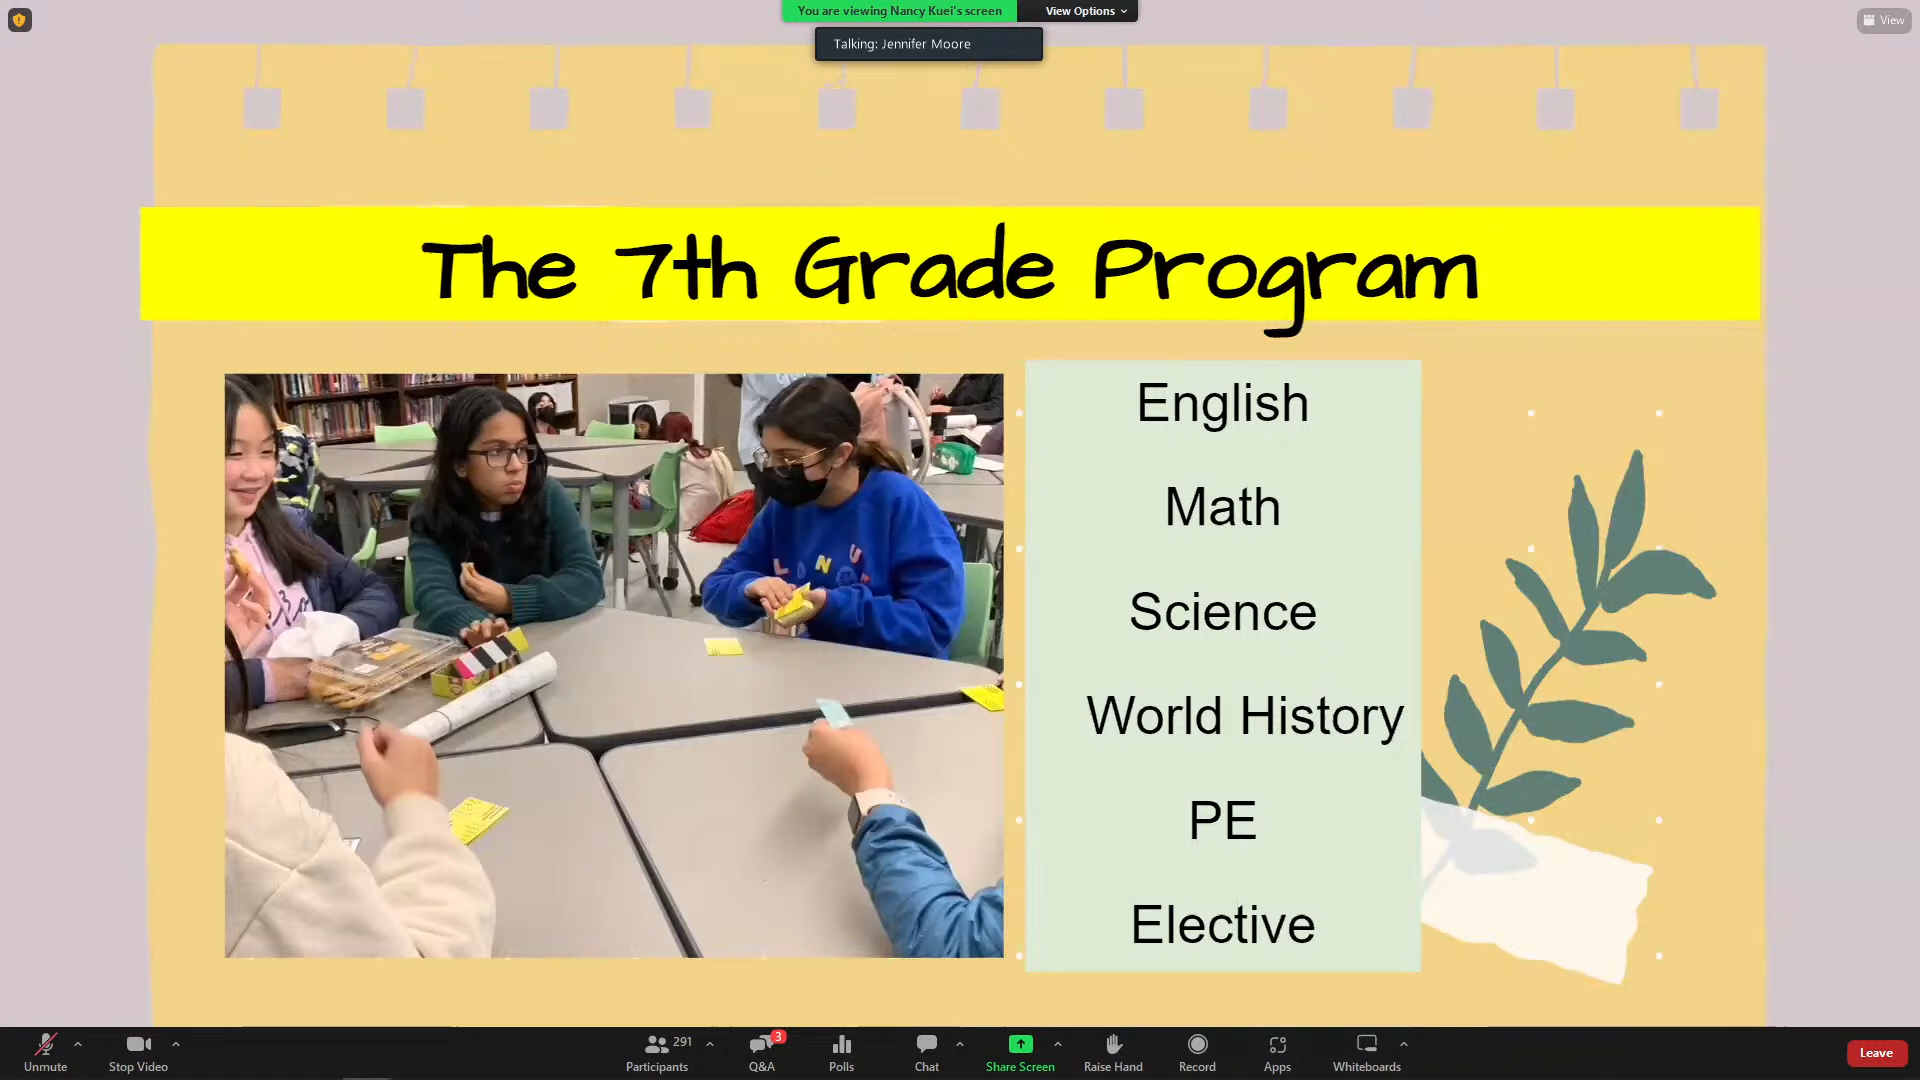 You are viewing Nancy Kuei's screen View Options
View
Talking: Jennifer Moore
The 7th Grade Program
English
Math
Science
World History
PE
Elective
291
3
Unmute Stop Video Participants Q&A Polls Chat Share Screen Raise Hand Record Apps Whiteboards Leave